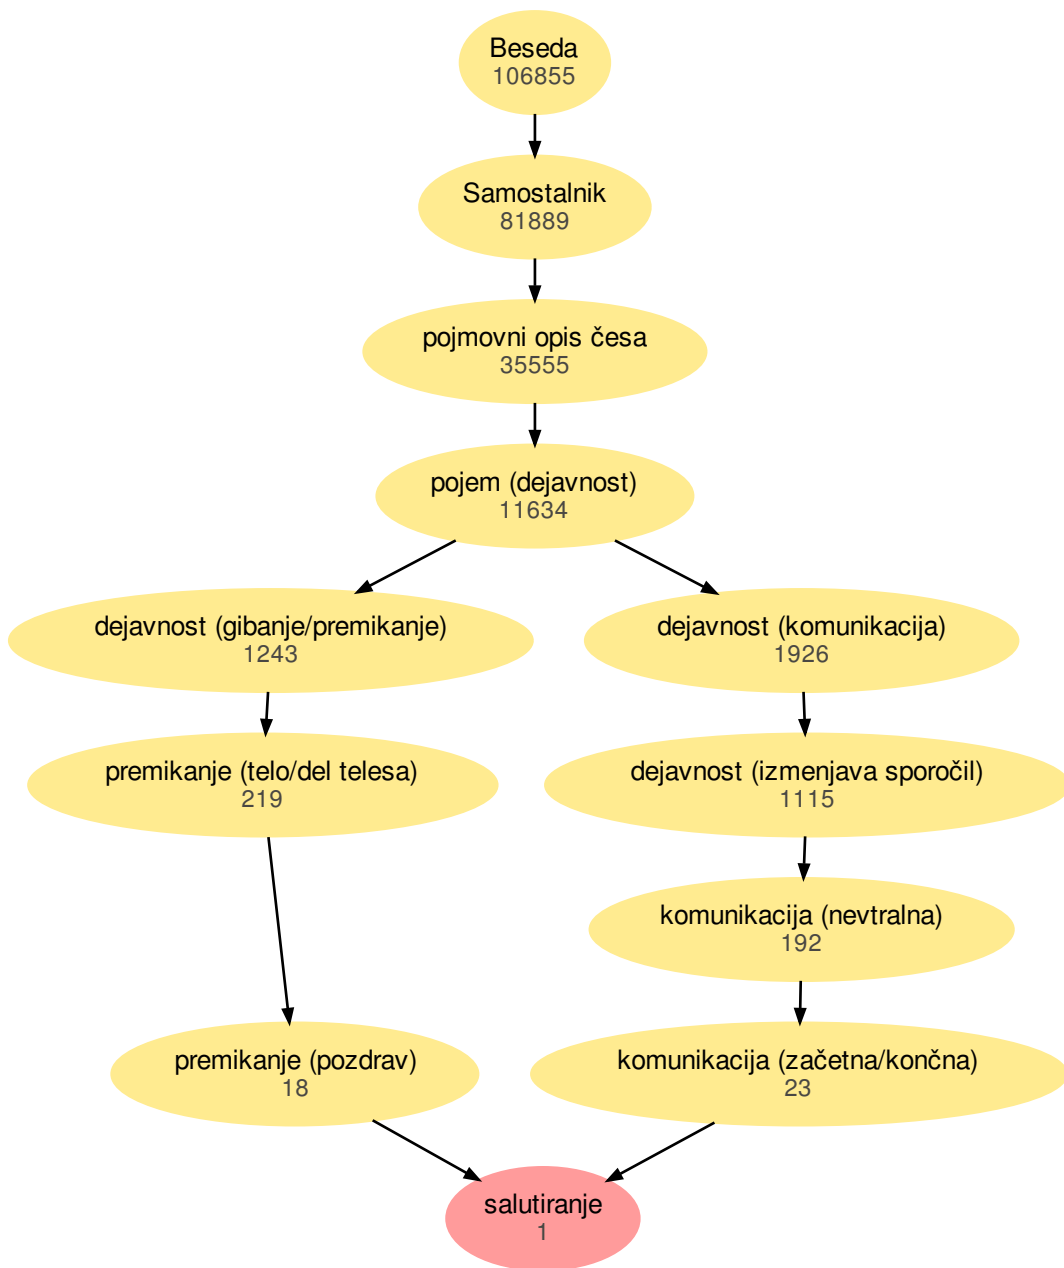 Beseda
106855
Samostalnik
81889
pojmovni opis česa
35555
pojem (dejavnost)
11634
dejavnost (gibanje/premikanje)
1243
dejavnost (komunikacija)
1926
premikanje (telo/del telesa)
219
dejavnost (izmenjava sporočil)
1115
komunikacija (nevtralna)
192
premikanje (pozdrav)
18
komunikacija (začetna/končna)
23
salutiranje
1